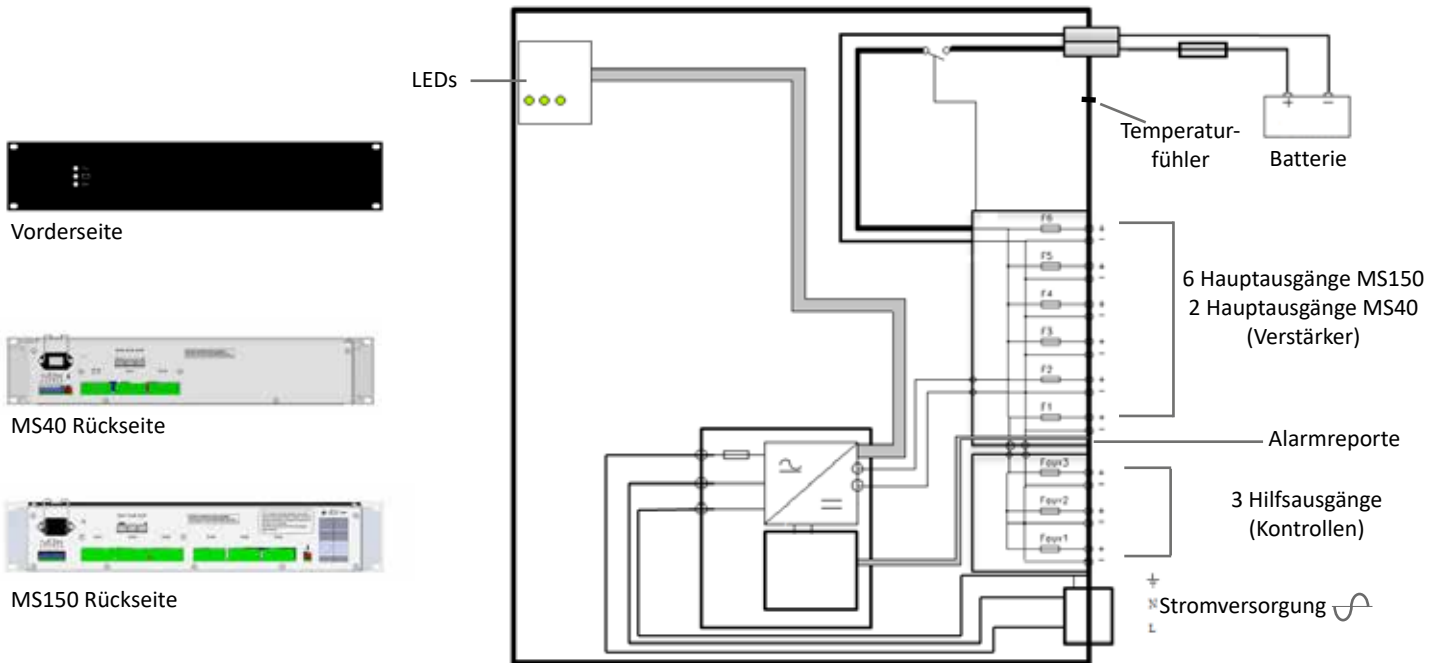 Vorderseite
MS40 Rückseite
MS150 Rückseite
LEDs
+ −
Temperatur-
fühler
Batterie
F6
+
−
F5
+
−
F4
+
−
F3
+
−
F2
+
−
F1
+
−
6 Hauptausgänge MS150
2 Hauptausgänge MS40
(Verstärker)
Alarmreporte
Faux3
+
−
Faux2
+
−
Faux1
+
−
3 Hilfsausgänge
(Kontrollen)
N
L
Stromversorgung